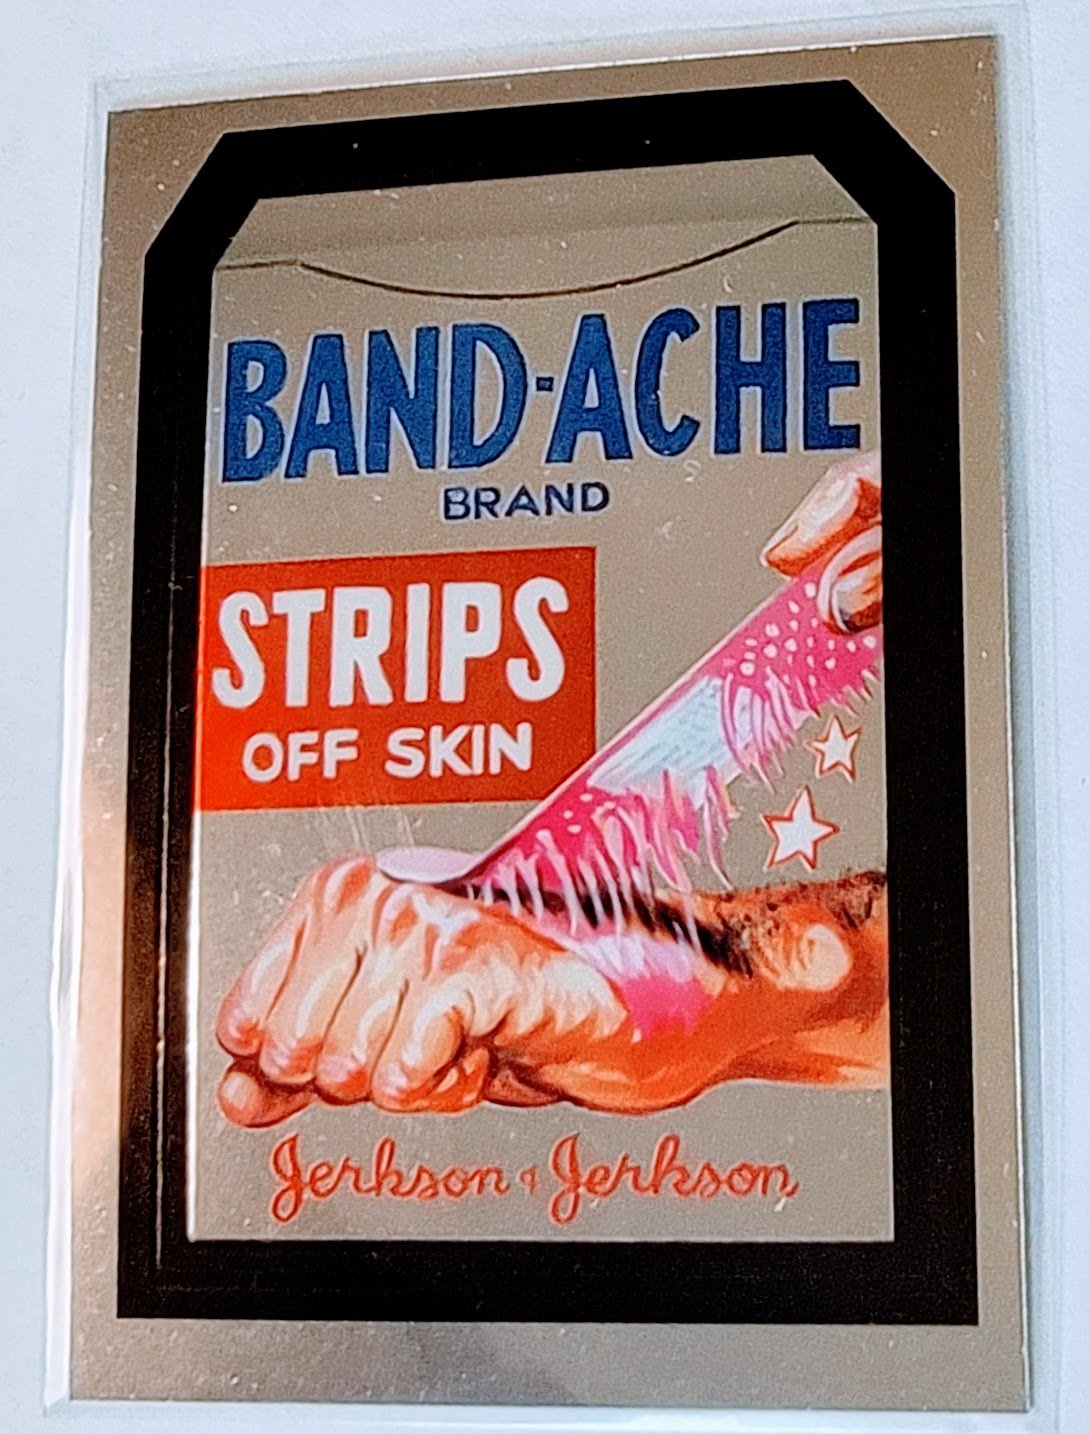 BAND-ACHE
BRAND
STRIPS
OFF SKIN
Jerkson & Jerkson